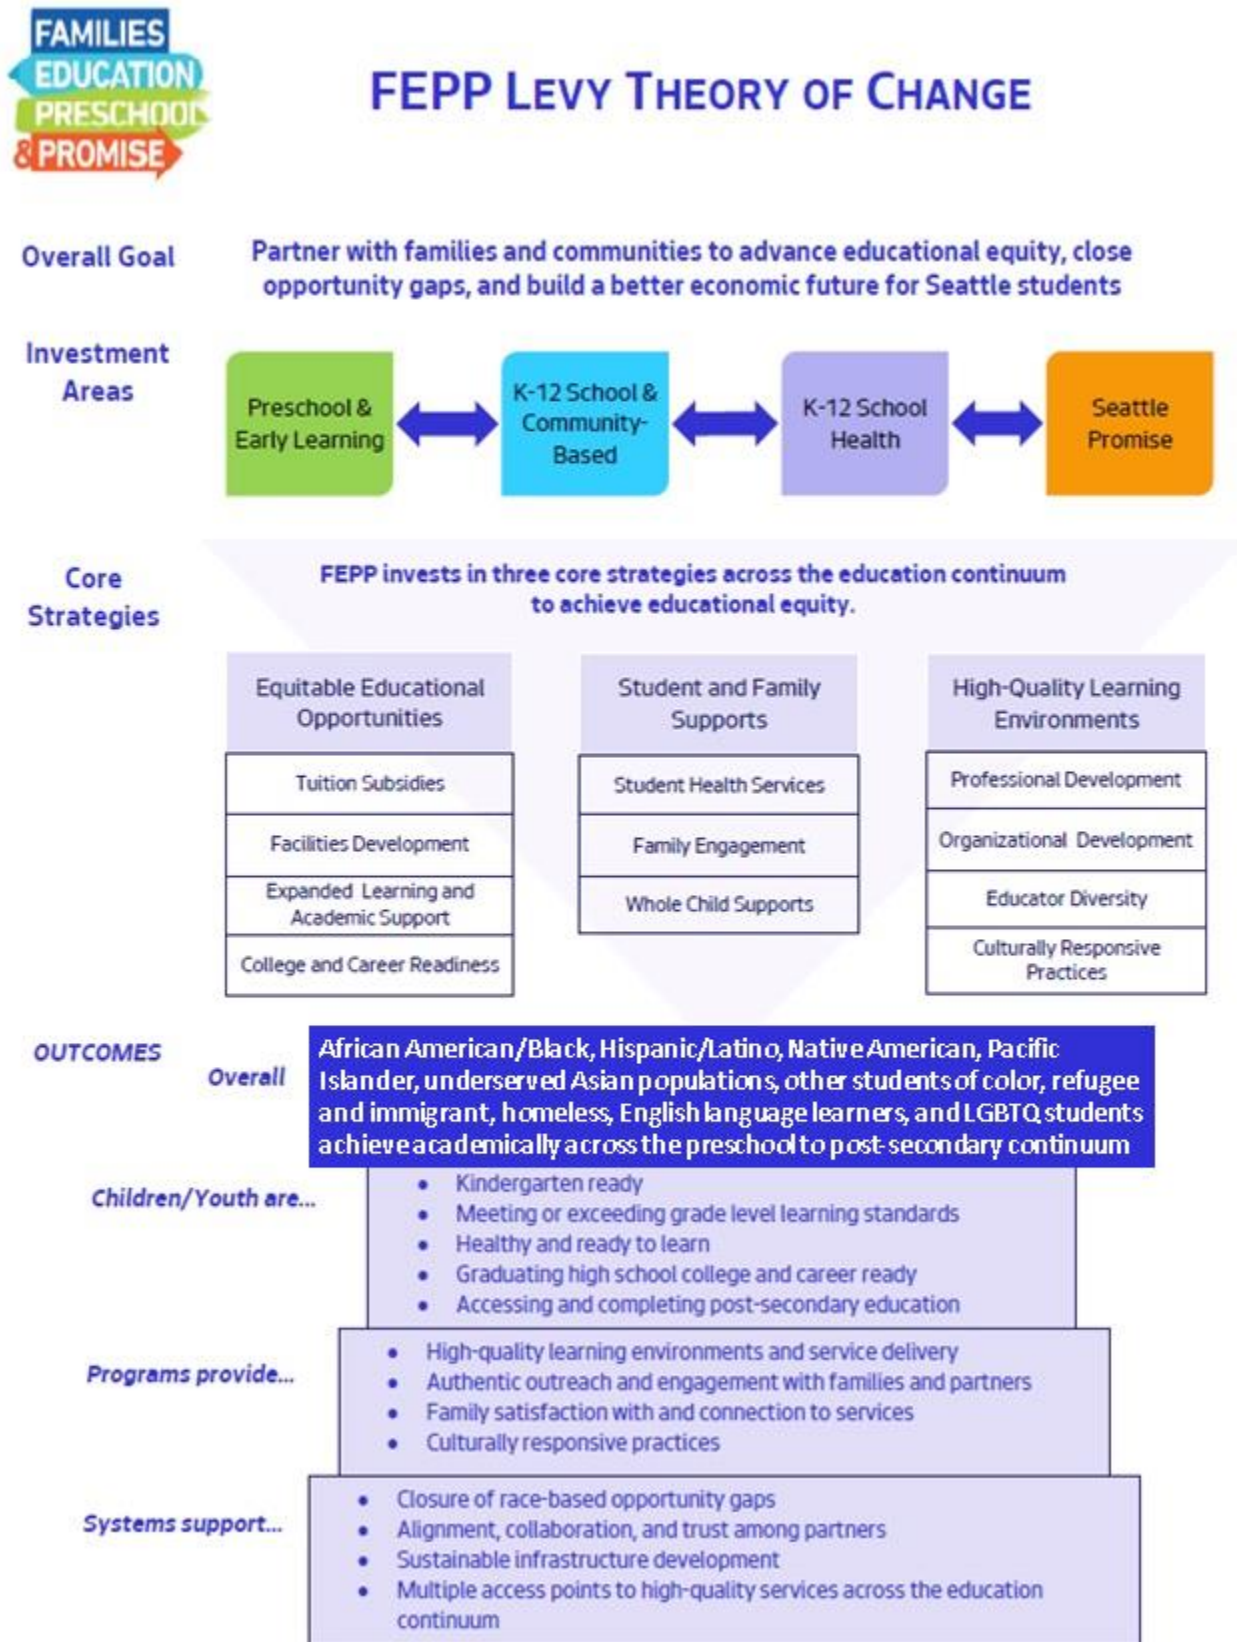 FAMILIES
EDUCATION
PRESCHOOL
& PROMISE
FEPP LEVY THEORY OF CHANGE
Overall Goal
Partner with families and communities to advance educational equity, close
opportunity gaps, and build a better economic future for Seattle students
Investment
Areas
Preschool &
Early Learning
K-12 School &
Community-
Based
K-12 School
Health
Seattle
Promise
Core
Strategies
FEPP invests in three core strategies across the education continuum
to achieve educational equity.
Equitable Educational
Opportunities
Tuition Subsidies
Facilities Development
Expanded Learning and
Academic Support
College and Career Readiness
Student and Family
Supports
Student Health Services
Family Engagement
Whole Child Supports
High-Quality Learning
Environments
Professional Development
Organizational Development
Educator Diversity
Culturally Responsive
Practices
OUTCOMES
Overall
African American/Black, Hispanic/Latino, Native American, Pacific
Islander, underserved Asian populations, other students of color, refugee
and immigrant, homeless, English language learners, and LGBTQ students
achieve academically across the preschool to post-secondary continuum
Children/Youth are...
• Kindergarten ready
• Meeting or exceeding grade level learning standards
• Healthy and ready to learn
• Graduating high school college and career ready
• Accessing and completing post-secondary education
Programs provide...
• High-quality learning environments and service delivery
• Authentic outreach and engagement with families and partners
• Family satisfaction with and connection to services
• Culturally responsive practices
Systems support...
• Closure of race-based opportunity gaps
• Alignment, collaboration, and trust among partners
• Sustainable infrastructure development
• Multiple access points to high-quality services across the education
continuum